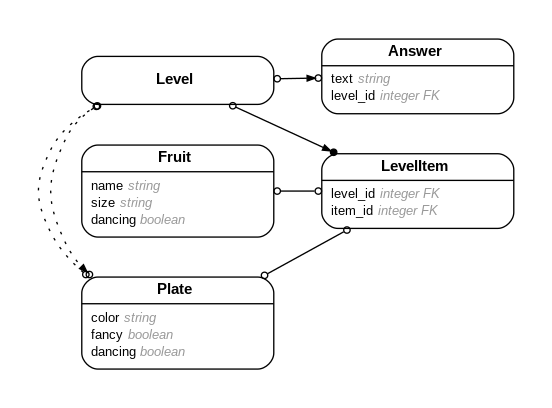 Level
Answer
text string
level_id integer FK
Fruit
name string
size string
dancing boolean
LevelItem
level_id integer FK
item_id integer FK
Plate
color string
fancy boolean
dancing boolean